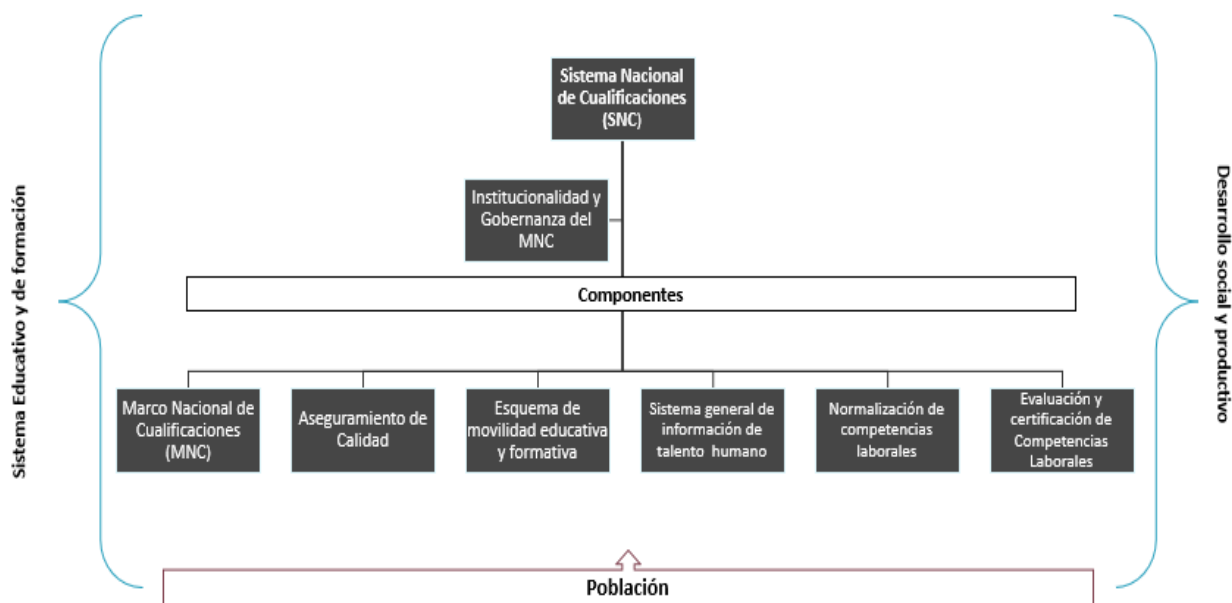 Sistema Nacional
de Cualificaciones
(SNC)
Institucionalidad y
Gobernanza del
MNC
Sistema Educativo y de formación
Desarrollo social y productivo
Componentes
Marco Nacional de
Cualificaciones
(MNC)
Aseguramiento de
Calidad
Esquema de
movilidad educativa
y formativa
Sistema general de
información de
talento humano
Normalización de
competencias
laborales
Evaluación y
certificación de
Competencias
Laborales
Población